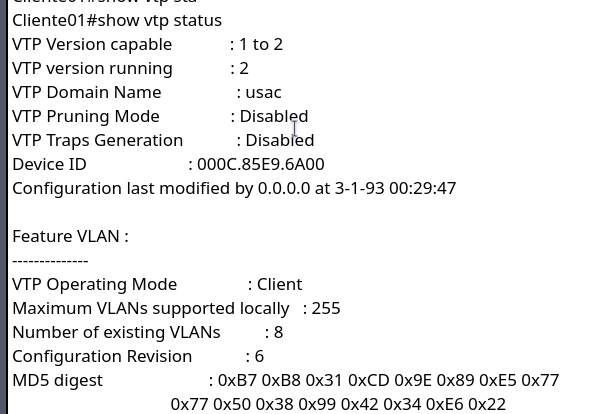 Cliente01#show vtp sta
Cliente01#show vtp status
VTP Version capable : 1 to 2
VTP version running : 2
VTP Domain Name : usac
VTP Pruning Mode : Disabled
VTP Traps Generation : Disabled
Device ID : 000C.85E9.6A00
Configuration last modified by 0.0.0.0 at 3-1-93 00:29:47
Feature VLAN :
--------------
VTP Operating Mode : Client
Maximum VLANs supported locally : 255
Number of existing VLANs : 8
Configuration Revision : 6
MD5 digest : 0xB7 0xB8 0x31 0xCD 0x9E 0x89 0xE5 0x77
0x77 0x50 0x38 0x99 0x42 0x34 0xE6 0x22